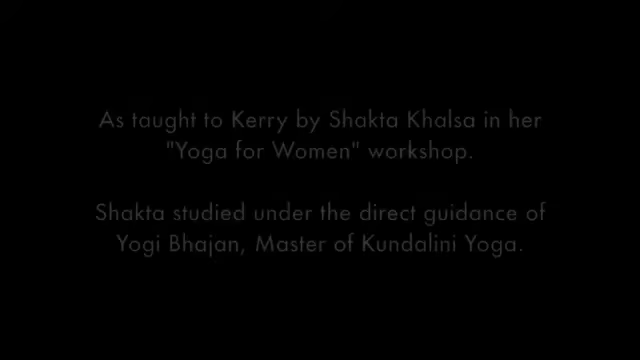 As taught to Kerry by Shakta Khalsa in her
"Yoga for Women" workshop.
Shakta studied under the direct guidance of
Yogi Bhajan, Master of Kundalini Yoga.